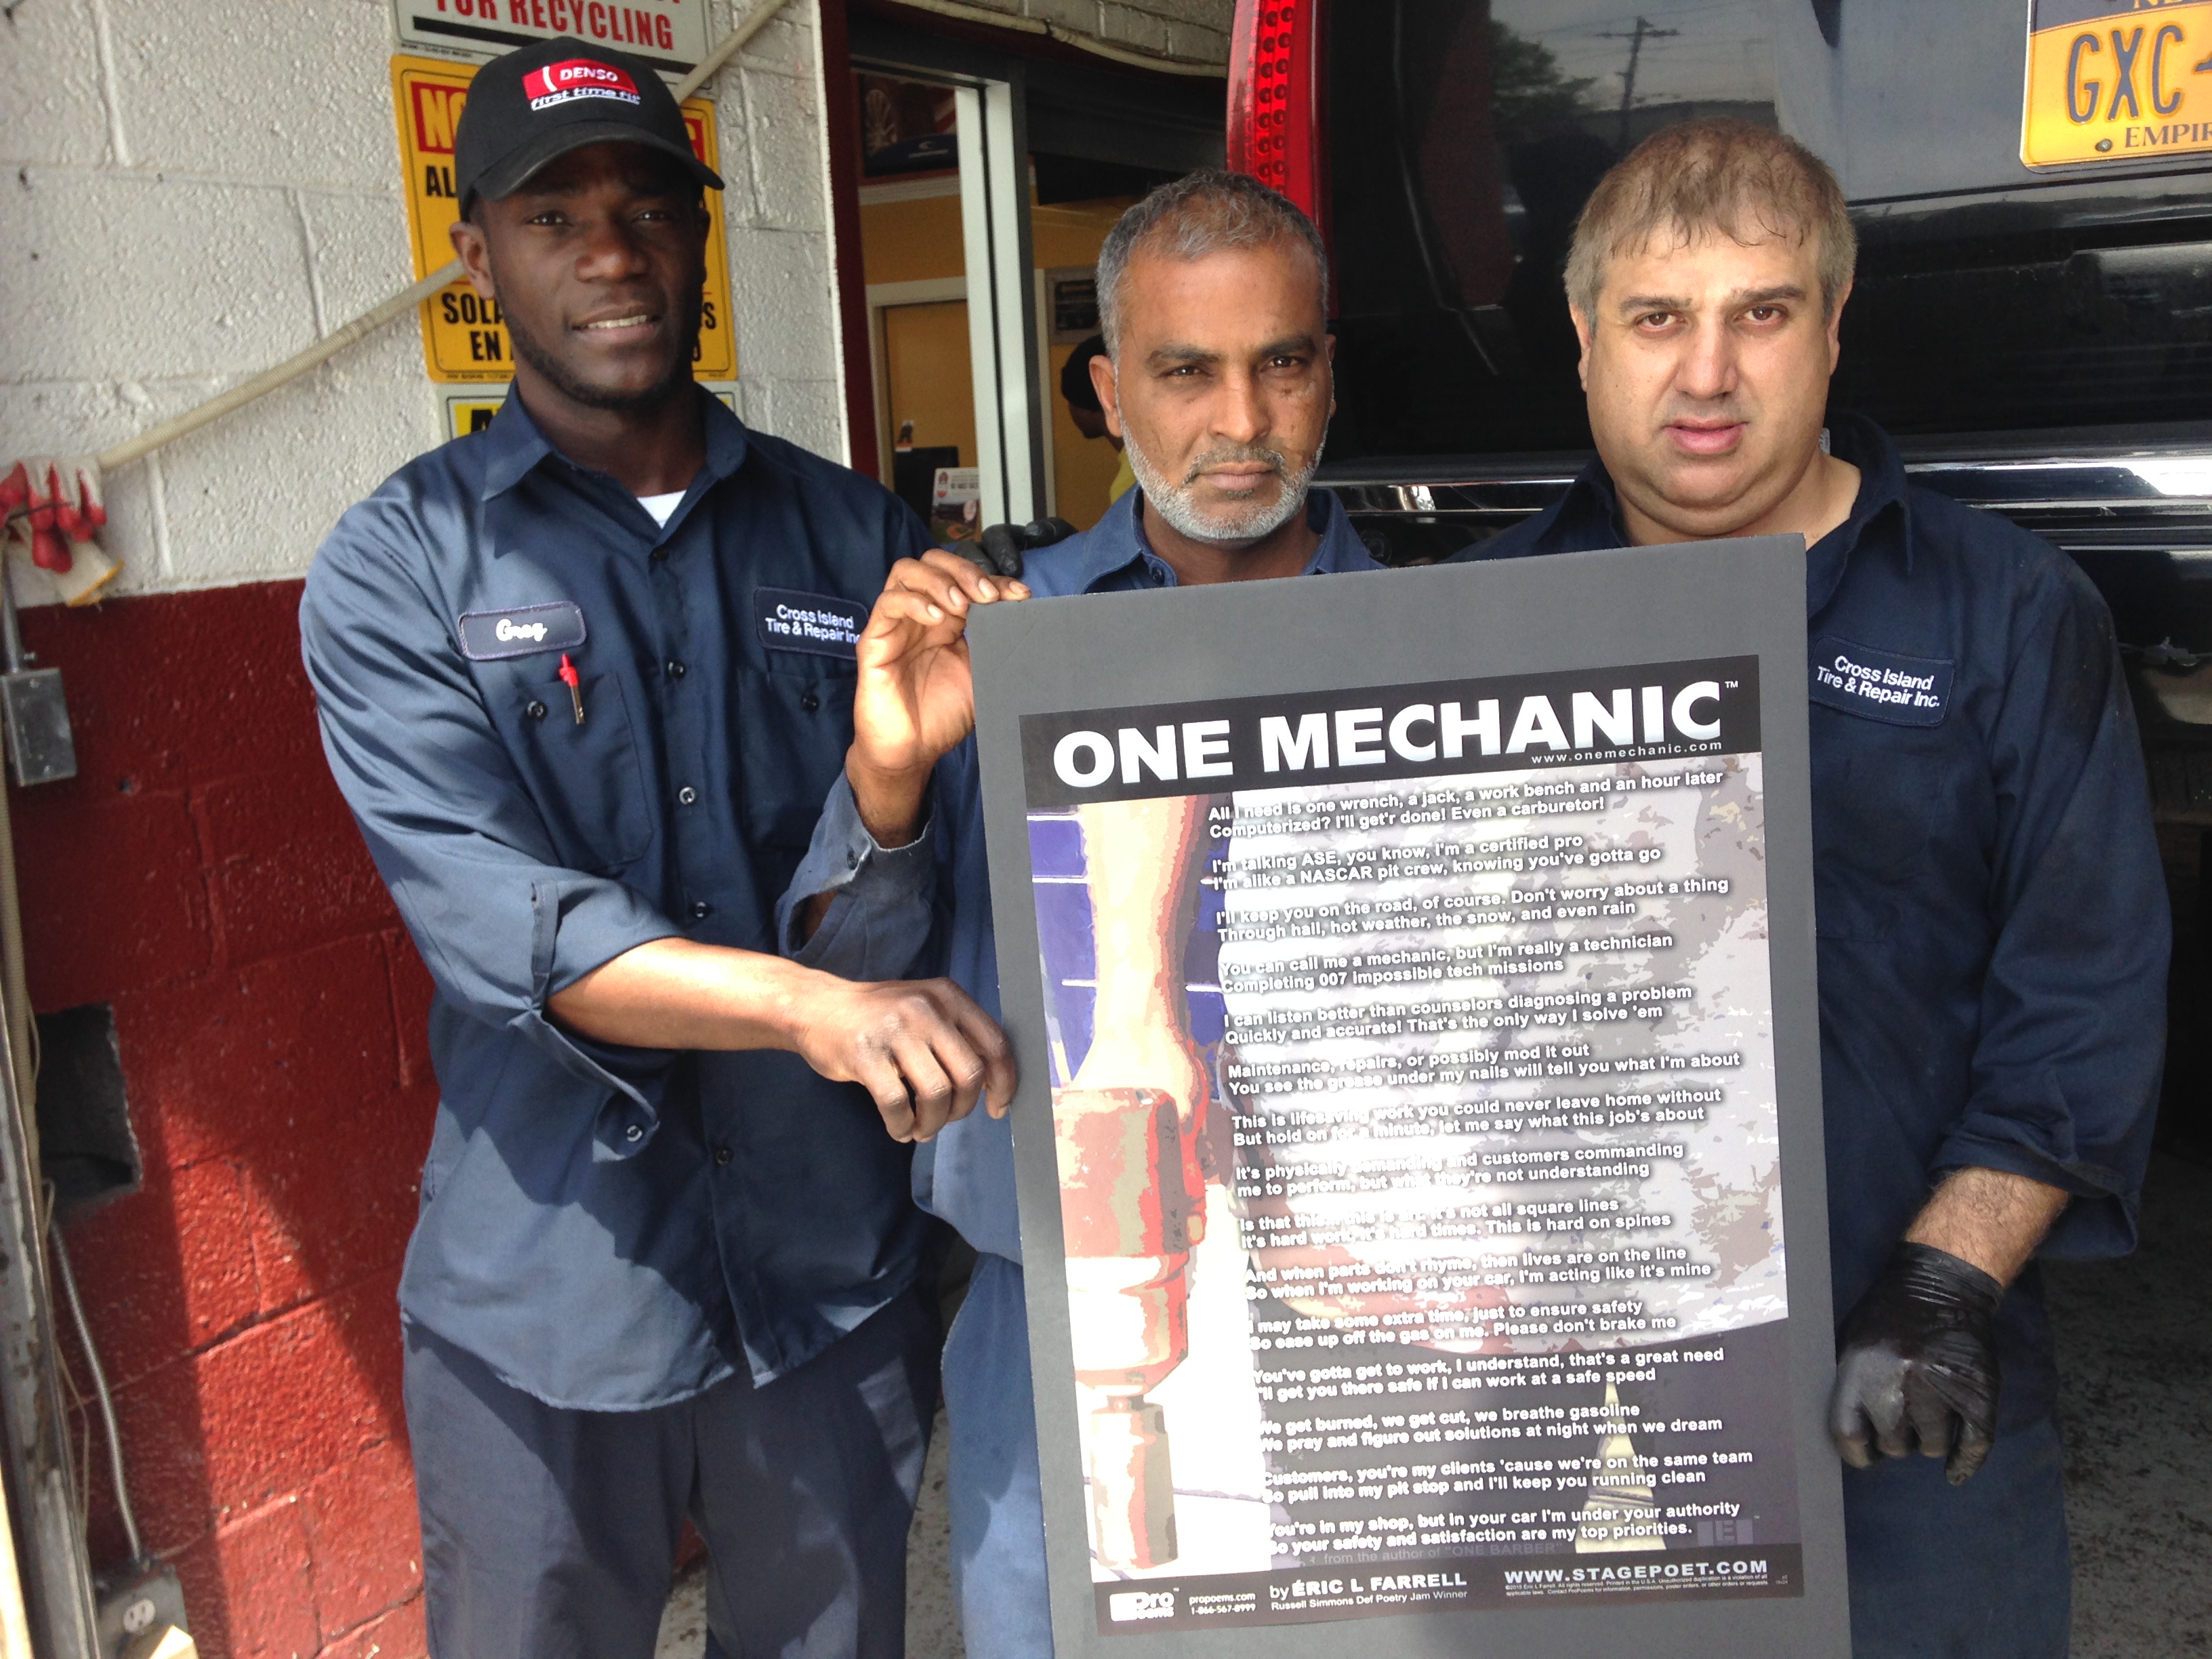 FOR RECYCLING
DENSO
first time fit
NO
AL
SOL
EN
GXC
EMPIR
Greg
Cross Island
Tire & Repair Inc
Cross Island
Tire & Repair Inc.
ONE MECHANIC™
www.onemechanic.com
All I need is one wrench, a jack, a work bench and an hour later
Computerized? I'll get'r done! Even a carburetor!
I'm talking ASE, you know, I'm a certified pro
I'm alike a NASCAR pit crew, knowing you've gotta go
I'll keep you on the road, of course. Don't worry about a thing
Through hail, hot weather, the snow, and even rain
You can call me a mechanic, but I'm really a technician
Completing 007 impossible tech missions
I can listen better than counselors diagnosing a problem
Quickly and accurate! That's the only way I solve 'em
Maintenance, repairs, or possibly mod it out
You see the grease under my nails will tell you what I'm about
This is lifesaving work you could never leave home without
But hold on for a minute, let me say what this job's about
It's physically demanding and customers commanding
me to perform, but what they're not understanding
Is that this is art. It's not all square lines
It's hard work, it's hard times. This is hard on spines
And when parts don't rhyme, then lives are on the line
So when I'm working on your car, I'm acting like it's mine
I may take some extra time, just to ensure safety
So ease up off the gas on me. Please don't brake me
You've gotta get to work, I understand, that's a great need
I'll get you there safe if I can work at a safe speed
We get burned, we get cut, we breathe gasoline
We pray and figure out solutions at night when we dream
Customers, you're my clients 'cause we're on the same team
So pull into my pit stop and I'll keep you running clean
You're in my shop, but in your car I'm under your authority
So your safety and satisfaction are my top priorities.
from the author of "ONE BARBER"
Pro Poems
propoems.com
1-866-567-8999
by ÉRIC L FARRELL
Russell Simmons Def Poetry Jam Winner
WWW.STAGEPOET.COM